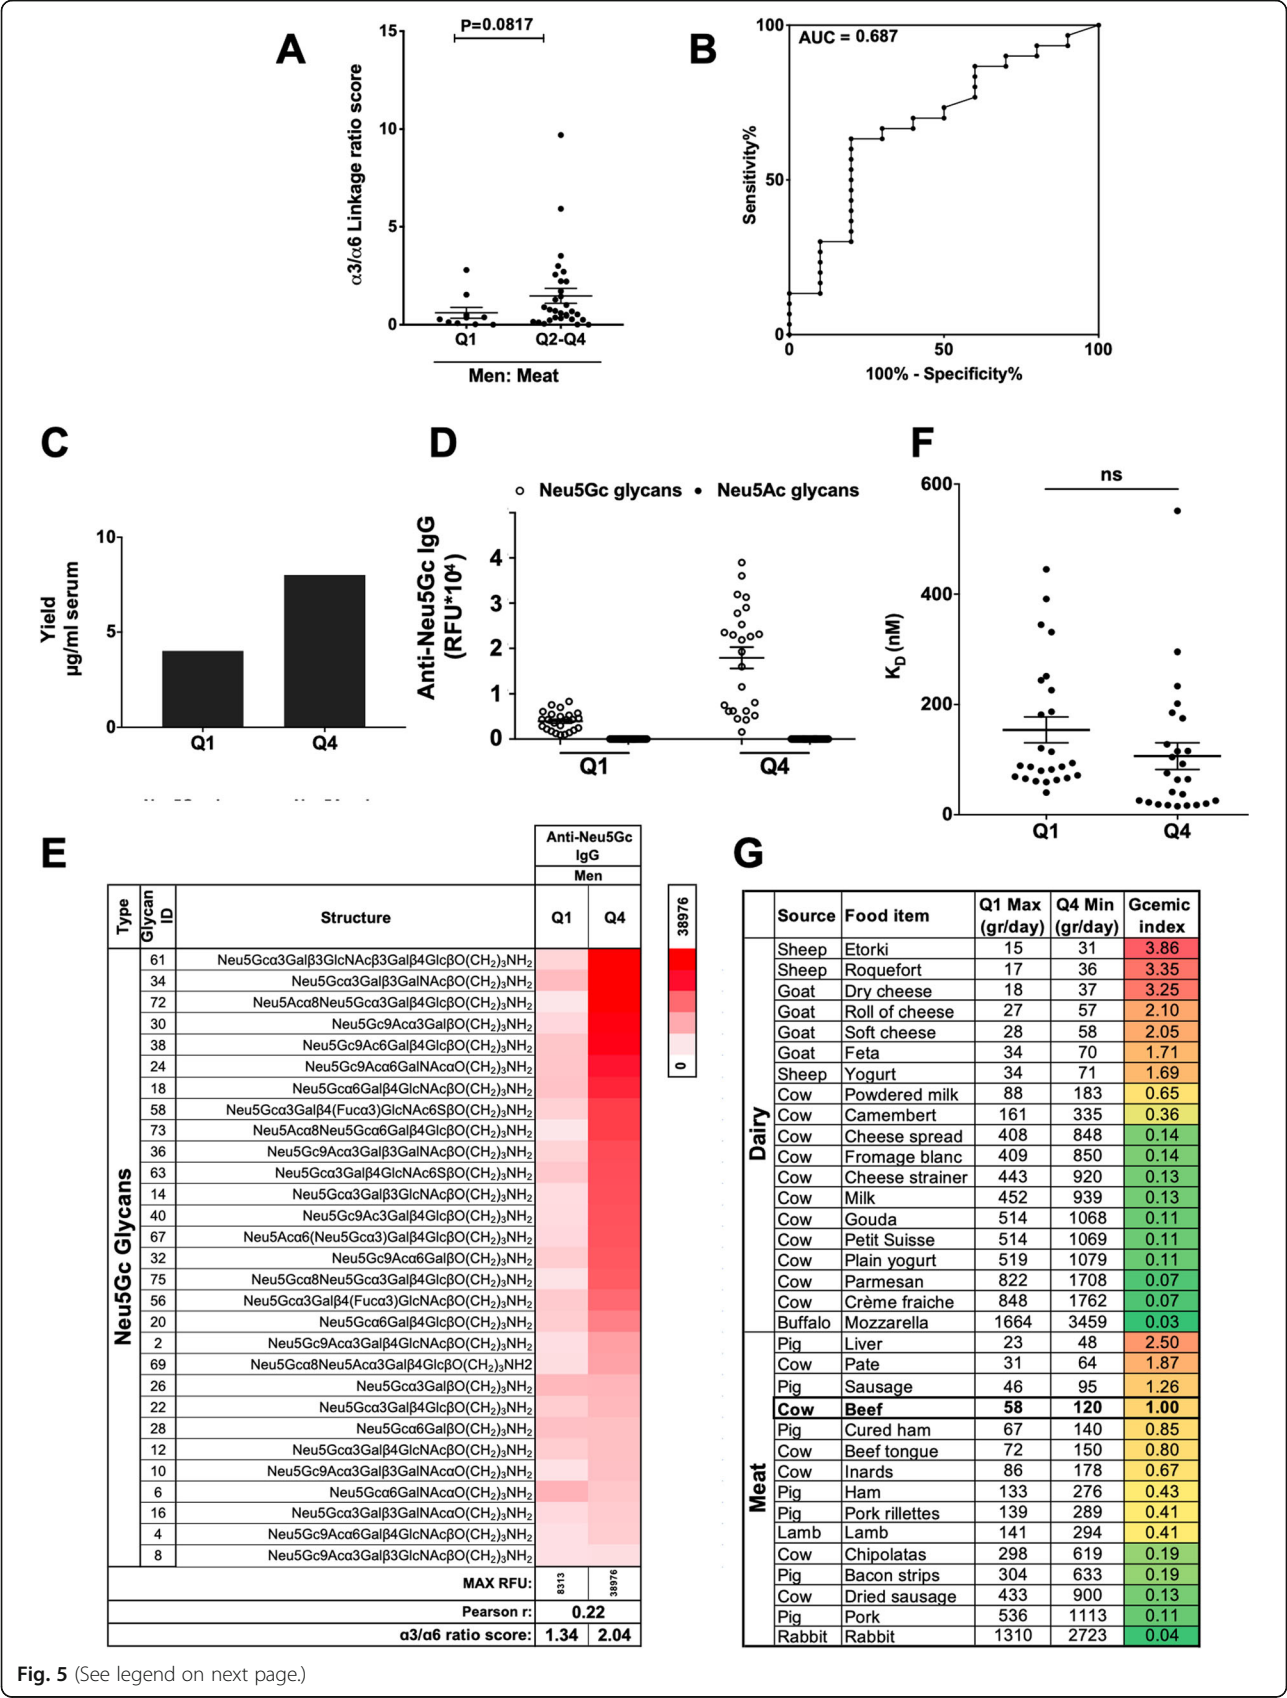 A
P=0.0817
15
10
5
0
α3/α6 Linkage ratio score
Q1 Q2-Q4
Men: Meat
B
AUC = 0.687
100
50
0
Sensitivity%
0 50 100
100% - Specificity%
C
10
5
0
Yield
µg/ml serum
Q1 Q4
D
Neu5Gc glycans Neu5Ac glycans
Anti-Neu5Gc IgG
(RFU*10⁴)
4
3
2
1
0
Q1 Q4
F
ns
600
400
200
0
K_D (nM)
Q1 Q4
E
Anti-Neu5Gc
IgG
Men
Type Glycan ID Structure Q1 Q4
38976
0
Neu5Gc Glycans
61 Neu5Gcα3Galβ3GlcNAcβ3Galβ4GlcβO(CH₂)₃NH₂
34 Neu5Gcα3Galβ3GalNAcβO(CH₂)₃NH₂
72 Neu5Acα8Neu5Gcα3Galβ4GlcβO(CH₂)₃NH₂
30 Neu5Gc9Acα3GalβO(CH₂)₃NH₂
38 Neu5Gc9Ac6Galβ4GlcβO(CH₂)₃NH₂
24 Neu5Gc9Acα6GalNAcαO(CH₂)₃NH₂
18 Neu5Gcα6Galβ4GlcNAcβO(CH₂)₃NH₂
58 Neu5Gcα3Galβ4(Fucα3)GlcNAc6SβO(CH₂)₃NH₂
73 Neu5Acα8Neu5Gcα6Galβ4GlcβO(CH₂)₃NH₂
36 Neu5Gc9Acα3Galβ3GalNAcβO(CH₂)₃NH₂
63 Neu5Gcα3Galβ4GlcNAc6SβO(CH₂)₃NH₂
14 Neu5Gcα3Galβ3GlcNAcβO(CH₂)₃NH₂
40 Neu5Gc9Ac3Galβ4GlcβO(CH₂)₃NH₂
67 Neu5Acα6(Neu5Gcα3)Galβ4GlcβO(CH₂)₃NH₂
32 Neu5Gc9Acα6GalβO(CH₂)₃NH₂
75 Neu5Gcα8Neu5Gcα3Galβ4GlcβO(CH₂)₃NH₂
56 Neu5Gcα3Galβ4(Fucα3)GlcNAcβO(CH₂)₃NH₂
20 Neu5Gcα6Galβ4GlcβO(CH₂)₃NH₂
2 Neu5Gc9Acα3Galβ4GlcNAcβO(CH₂)₃NH₂
69 Neu5Gcα8Neu5Acα3Galβ4GlcβO(CH₂)₃NH2
26 Neu5Gcα3GalβO(CH₂)₃NH₂
22 Neu5Gcα3Galβ4GlcβO(CH₂)₃NH₂
28 Neu5Gcα6GalβO(CH₂)₃NH₂
12 Neu5Gcα3Galβ4GlcNAcβO(CH₂)₃NH₂
10 Neu5Gc9Acα3Galβ3GalNAcαO(CH₂)₃NH₂
6 Neu5Gcα6GalNAcαO(CH₂)₃NH₂
16 Neu5Gcα3Galβ3GalNAcαO(CH₂)₃NH₂
4 Neu5Gc9Acα6Galβ4GlcNAcβO(CH₂)₃NH₂
8 Neu5Gc9Acα3Galβ3GlcNAcβO(CH₂)₃NH₂
MAX RFU: 8313 38976
Pearson r: 0.22
α3/α6 ratio score: 1.34 2.04
G
Source Food item Q1 Max (gr/day) Q4 Min (gr/day) Gcemic index
Dairy
Sheep Etorki 15 31 3.86
Sheep Roquefort 17 36 3.35
Goat Dry cheese 18 37 3.25
Goat Roll of cheese 27 57 2.10
Goat Soft cheese 28 58 2.05
Goat Feta 34 70 1.71
Sheep Yogurt 34 71 1.69
Cow Powdered milk 88 183 0.65
Cow Camembert 161 335 0.36
Cow Cheese spread 408 848 0.14
Cow Fromage blanc 409 850 0.14
Cow Cheese strainer 443 920 0.13
Cow Milk 452 939 0.13
Cow Gouda 514 1068 0.11
Cow Petit Suisse 514 1069 0.11
Cow Plain yogurt 519 1079 0.11
Cow Parmesan 822 1708 0.07
Cow Crème fraiche 848 1762 0.07
Buffalo Mozzarella 1664 3459 0.03
Meat
Pig Liver 23 48 2.50
Cow Pate 31 64 1.87
Pig Sausage 46 95 1.26
Cow Beef 58 120 1.00
Pig Cured ham 67 140 0.85
Cow Beef tongue 72 150 0.80
Cow Inards 86 178 0.67
Pig Ham 133 276 0.43
Pig Pork rillettes 139 289 0.41
Lamb Lamb 141 294 0.41
Cow Chipolatas 298 619 0.19
Pig Bacon strips 304 633 0.19
Cow Dried sausage 433 900 0.13
Pig Pork 536 1113 0.11
Rabbit Rabbit 1310 2723 0.04
Fig. 5 (See legend on next page.)